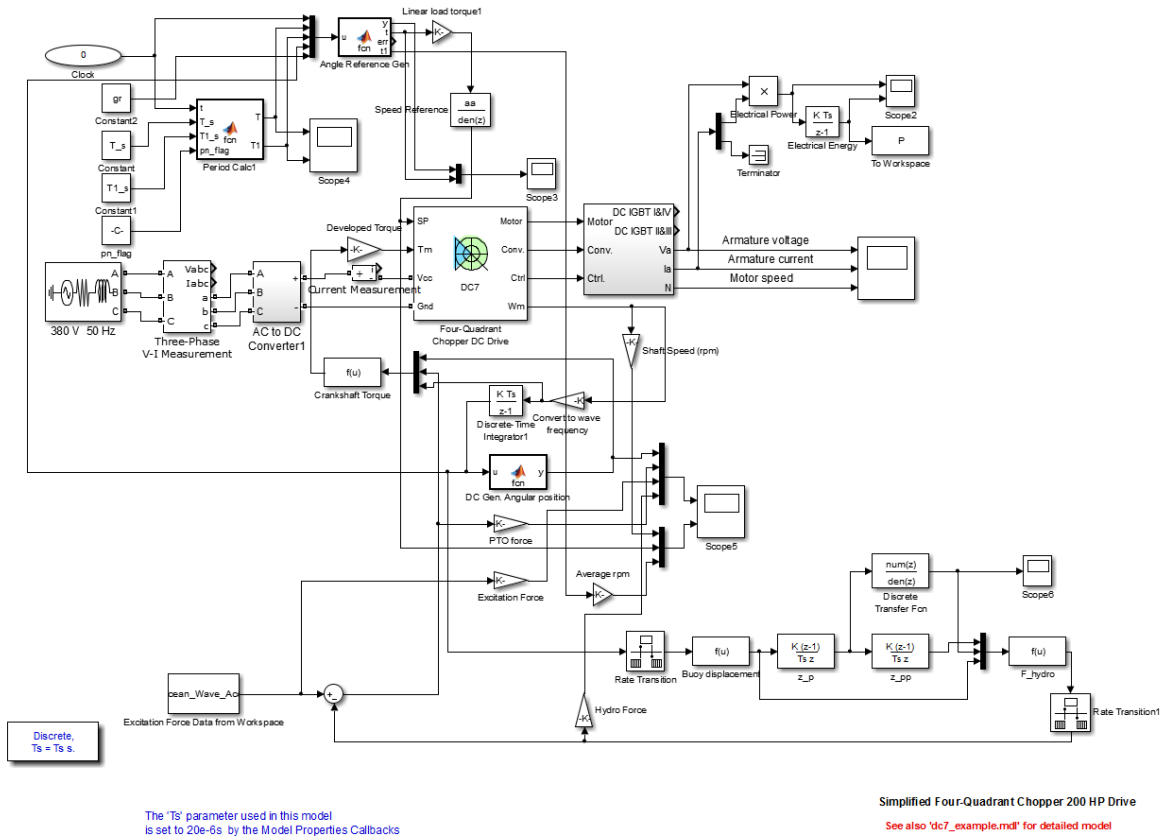 Linear load torque1
0
Clock
u
fcn
y
t
err
t1
Angle Reference Gen
-K-
gr
Constant2
T_s
Constant
T1_s
Constant1
-C-
pn_flag
t
T_s
T1_s
pn_flag
fcn
T
T1
Period Calc1
Scope4
Speed Reference
aa
den(z)
Scope3
×
Electrical Power
K Ts
z-1
Electrical Energy
Scope2
P
To Workspace
Terminator
Developed Torque
-K-
SP
Tm
Vcc
Gnd
DC7
Motor
Conv.
Ctrl
Wm
Four-Quadrant
Chopper DC Drive
Motor
Conv.
Ctrl.
DC IGBT I&IV
DC IGBT II&III
Va
Ia
N
Armature voltage
Armature current
Motor speed
A
B
C
380 V 50 Hz
A
B
C
Vabc
Iabc
a
b
c
Three-Phase
V-I Measurement
A
B
C
+
-
AC to DC
Converter1
+
-
i
Current Measurement
-K-
Shaft Speed (rpm)
f(u)
Crankshaft Torque
K Ts
z-1
Discrete-Time
Integrator1
-K-
Convert to wave
frequency
u
fcn
y
DC Gen. Angular position
-K-
PTO force
Scope5
-K-
Excitation Force
Average rpm
-K-
num(z)
den(z)
Discrete
Transfer Fcn
Scope6
Rate Transition
f(u)
Buoy displacement
K (z-1)
Ts z
z_p
K (z-1)
Ts z
z_pp
f(u)
F_hydro
Rate Transition1
cean_Wave_Ac
Excitation Force Data from Workspace
+
-
-K-
Hydro Force
Discrete,
Ts = Ts s.
The 'Ts' parameter used in this model
is set to 20e-6s by the Model Properties Callbacks
Simplified Four-Quadrant Chopper 200 HP Drive
See also 'dc7_example.mdl' for detailed model